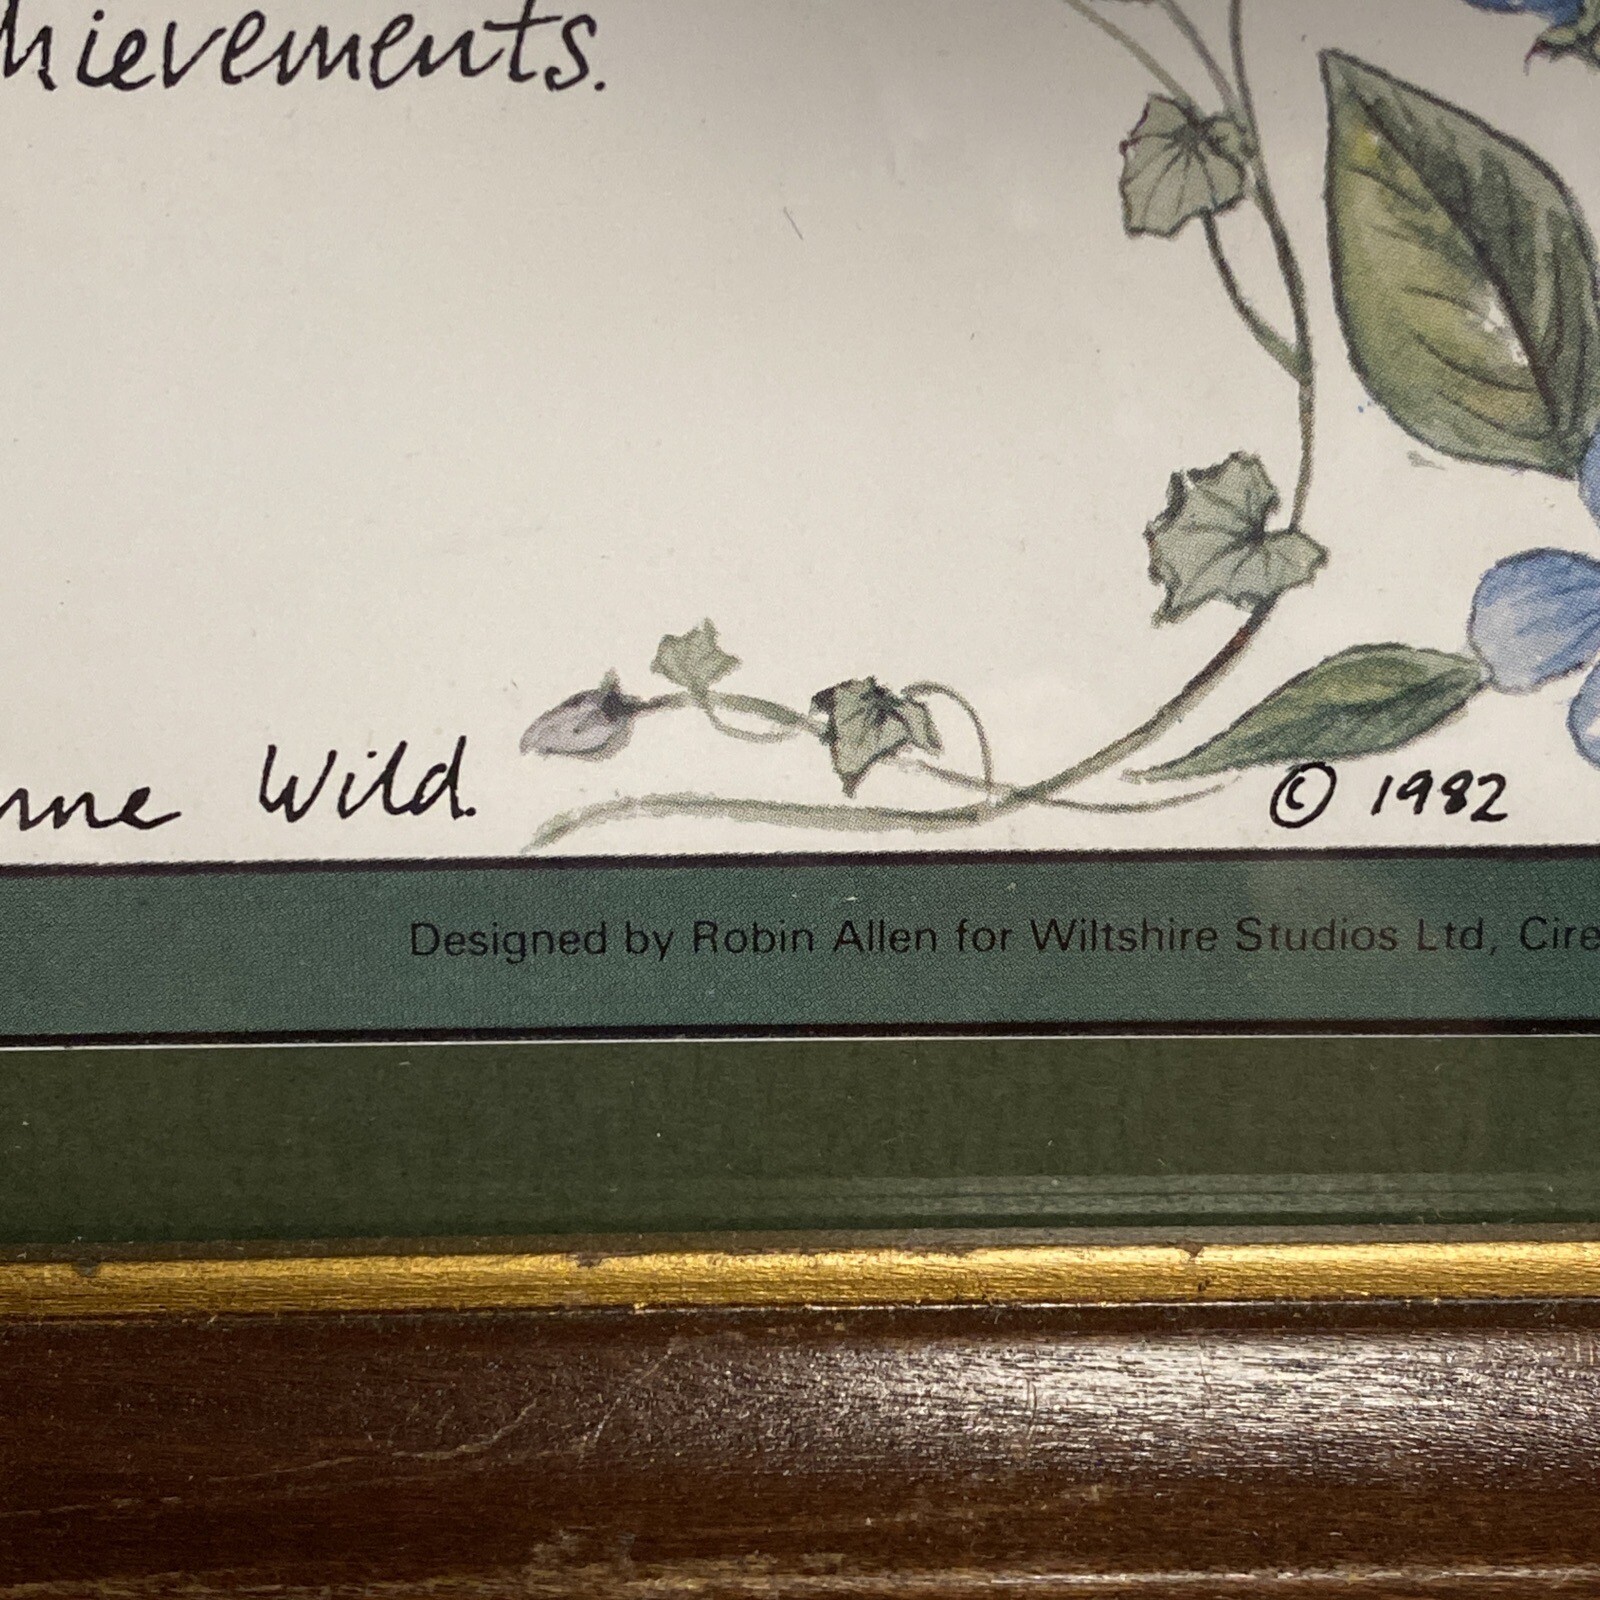 hievements.
nne Wild.
© 1982
Designed by Robin Allen for Wiltshire Studios Ltd, Cire